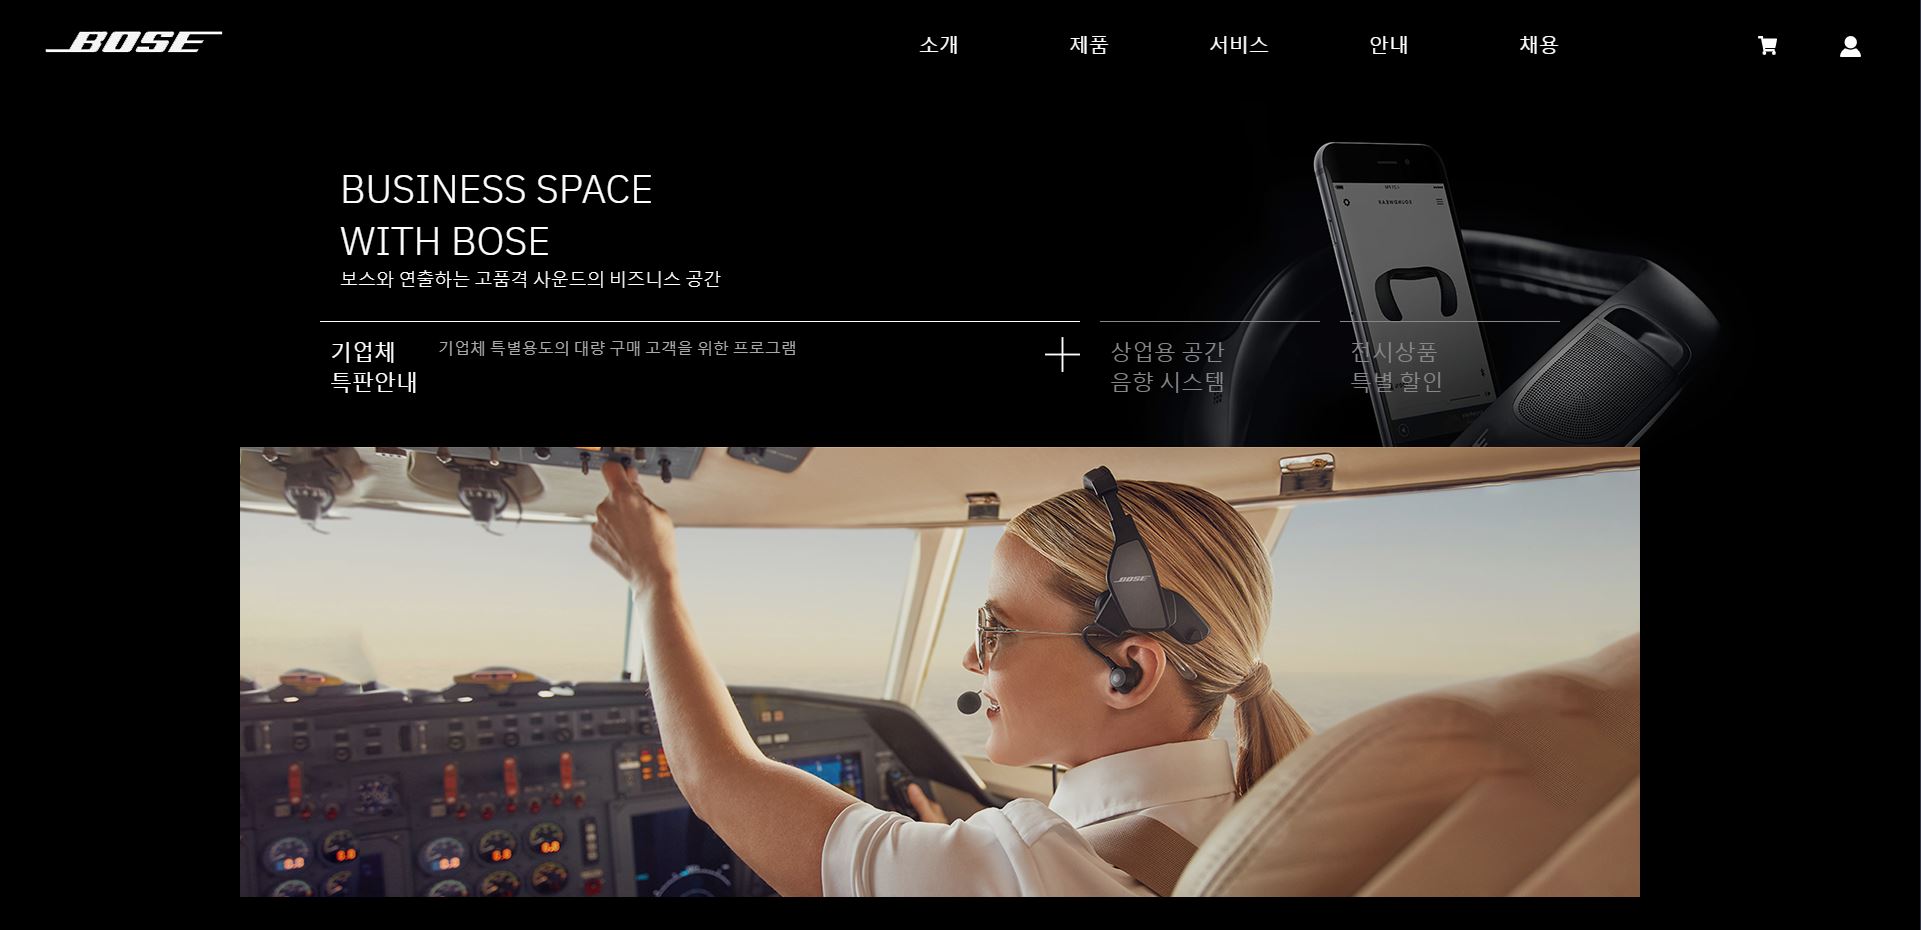 BOSE
소개
제품
서비스
안내
채용
BUSINESS SPACE
WITH BOSE
보스와 연출하는 고품격 사운드의 비즈니스 공간
기업체
특판안내
기업체 특별용도의 대량 구매 고객을 위한 프로그램
상업용 공간
음향 시스템
전시상품
특별 할인
BOSE